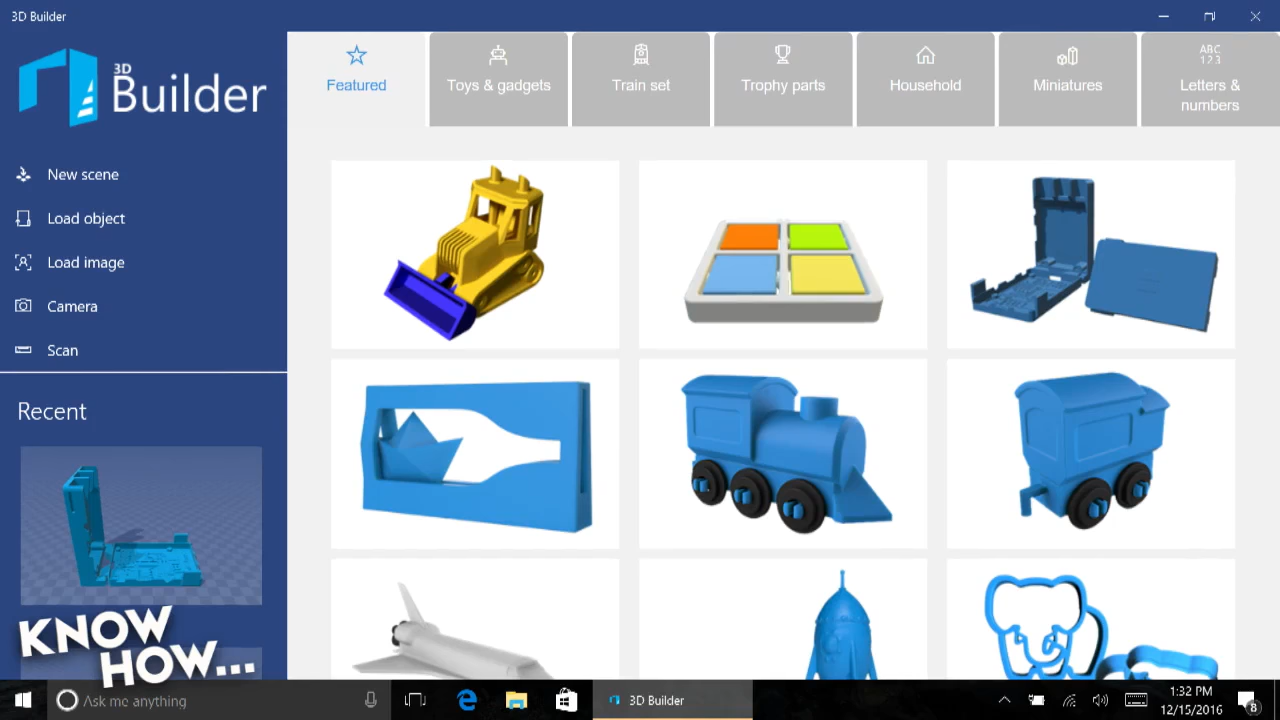 3D Builder
3D
Builder
New scene
Load object
Load image
Camera
Scan
Recent
KNOW
HOW...
Featured
Toys & gadgets
Train set
Trophy parts
Household
Miniatures
ABC
123
Letters &
numbers
Ask me anything
3D Builder
1:32 PM
12/15/2016
8